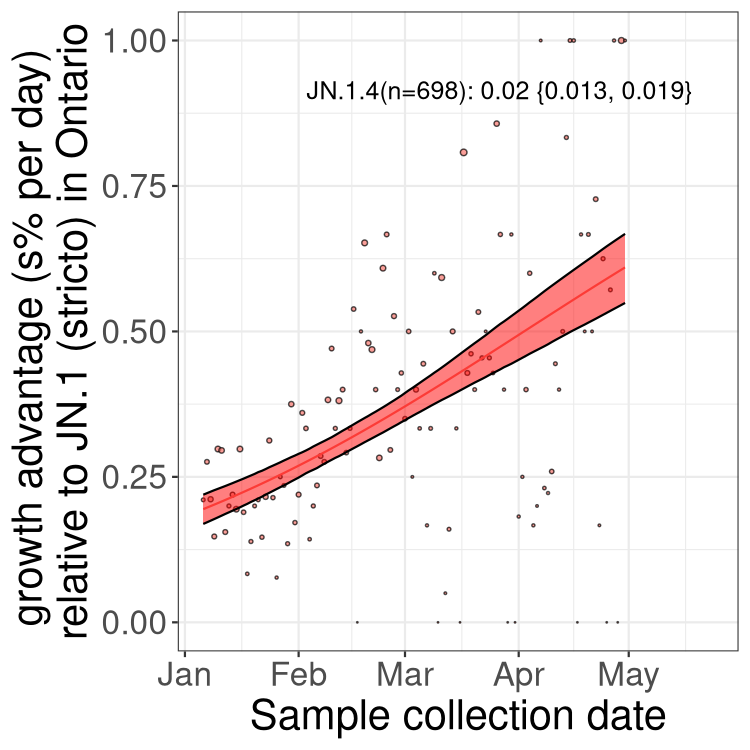 growth advantage (s% per day)
relative to JN.1 (stricto) in Ontario
1.00
0.75
0.50
0.25
0.00
JN.1.4(n=698): 0.02 {0.013, 0.019}
Jan Feb Mar Apr May
Sample collection date